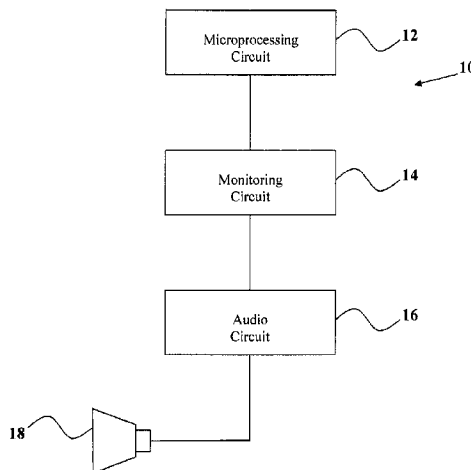 Microprocessing
Circuit
12
10
Monitoring
Circuit
14
Audio
Circuit
16
18